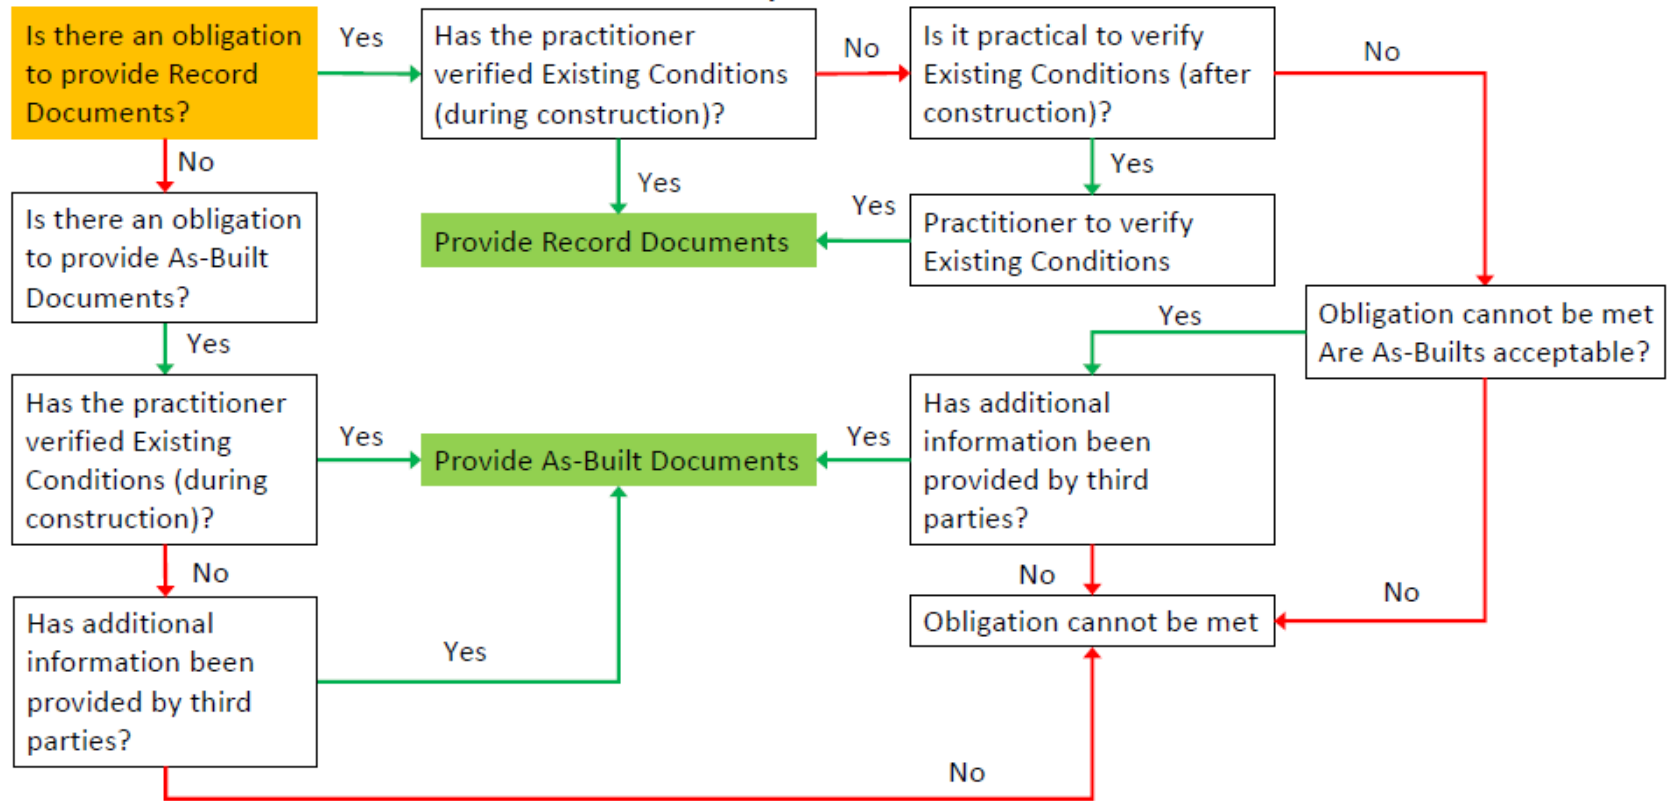 Is there an obligation
to provide Record
Documents?
Yes
Has the practitioner
verified Existing Conditions
(during construction)?
No
Is it practical to verify
Existing Conditions (after
construction)?
No
No
Yes
Yes
Is there an obligation
to provide As-Built
Documents?
Provide Record Documents
Yes
Practitioner to verify
Existing Conditions
Obligation cannot be met
Are As-Builts acceptable?
Yes
Yes
Has the practitioner
verified Existing
Conditions (during
construction)?
Yes
Provide As-Built Documents
Yes
Has additional
information been
provided by third
parties?
No
No
No
Obligation cannot be met
Has additional
information been
provided by third
parties?
Yes
No